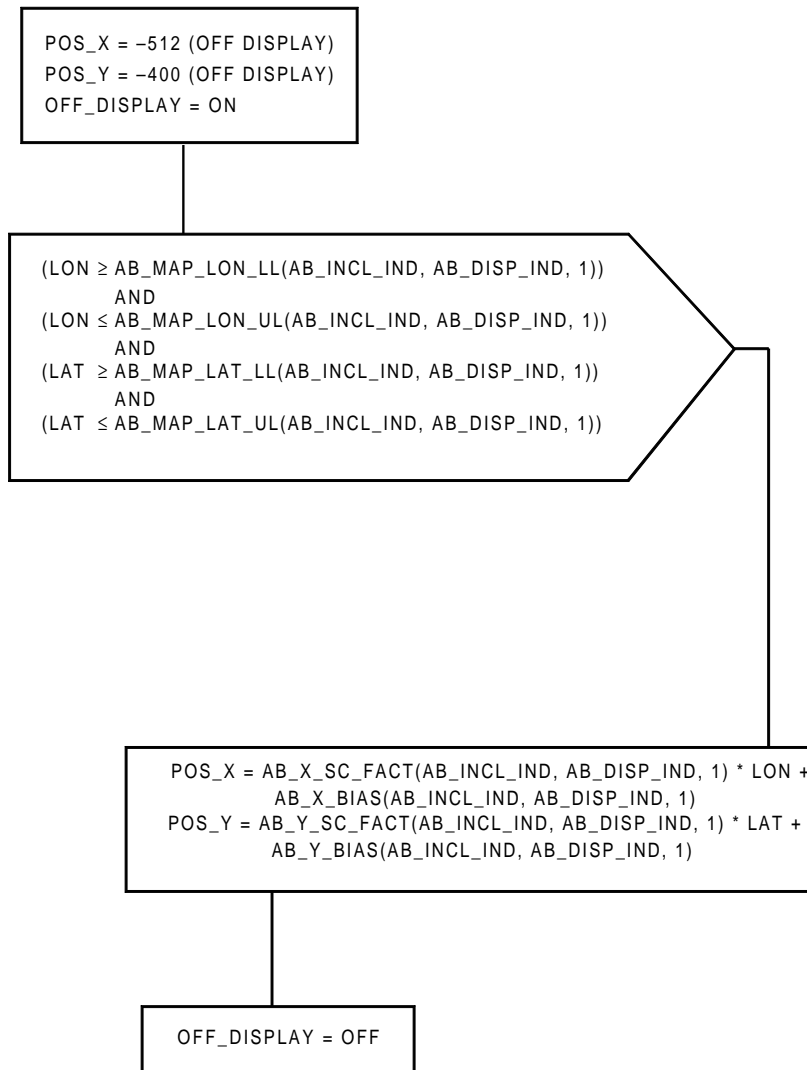 POS_X = –512 (OFF DISPLAY)
POS_Y = –400 (OFF DISPLAY)
OFF_DISPLAY = ON
(LON ≥ AB_MAP_LON_LL(AB_INCL_IND, AB_DISP_IND, 1))
AND
(LON ≤ AB_MAP_LON_UL(AB_INCL_IND, AB_DISP_IND, 1))
AND
(LAT ≥ AB_MAP_LAT_LL(AB_INCL_IND, AB_DISP_IND, 1))
AND
(LAT ≤ AB_MAP_LAT_UL(AB_INCL_IND, AB_DISP_IND, 1))
POS_X = AB_X_SC_FACT(AB_INCL_IND, AB_DISP_IND, 1) * LON +
AB_X_BIAS(AB_INCL_IND, AB_DISP_IND, 1)
POS_Y = AB_Y_SC_FACT(AB_INCL_IND, AB_DISP_IND, 1) * LAT +
AB_Y_BIAS(AB_INCL_IND, AB_DISP_IND, 1)
OFF_DISPLAY = OFF